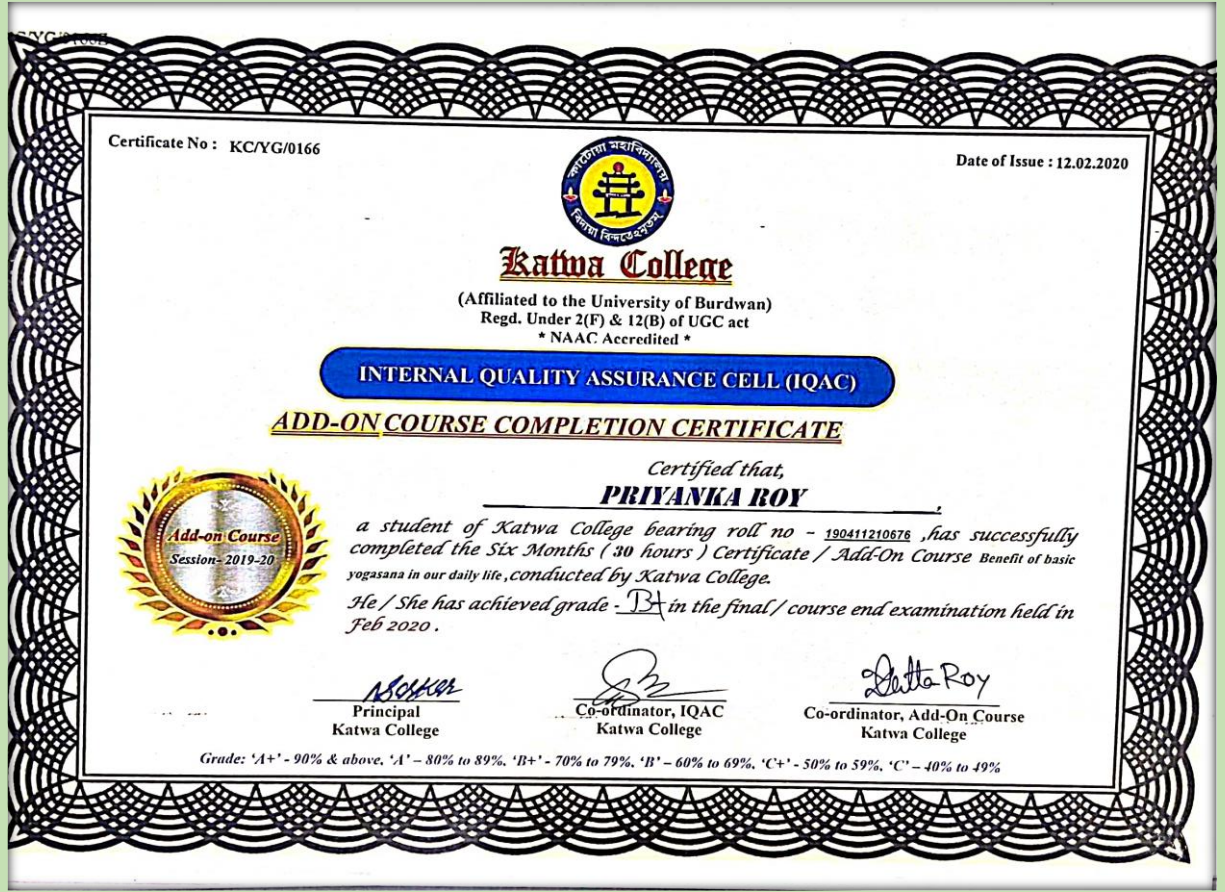 Certificate No : KC/YG/0166
Date of Issue : 12.02.2020
কাটোয়া মহাবিদ্যালয়
Katwa College
(Affiliated to the University of Burdwan)
Regd. Under 2(F) & 12(B) of UGC act
* NAAC Accredited *
INTERNAL QUALITY ASSURANCE CELL (IQAC)
ADD-ON COURSE COMPLETION CERTIFICATE
Certified that,
PRIYANKA ROY,
Add-on Course
Session- 2019-20
a student of Katwa College bearing roll no - 190411210676 ,has successfully
completed the Six Months ( 30 hours ) Certificate / Add-On Course Benefit of basic
yogasana in our daily life, conducted by Katwa College.
He / She has achieved grade - B+ in the final / course end examination held in
Feb 2020 .
Datta Roy
Principal
Katwa College
Co-ordinator, IQAC
Katwa College
Co-ordinator, Add-On Course
Katwa College
Grade: 'A+' - 90% & above, 'A' – 80% to 89%, 'B+' - 70% to 79%, 'B' – 60% to 69%, 'C+' - 50% to 59%, 'C' – 40% to 49%